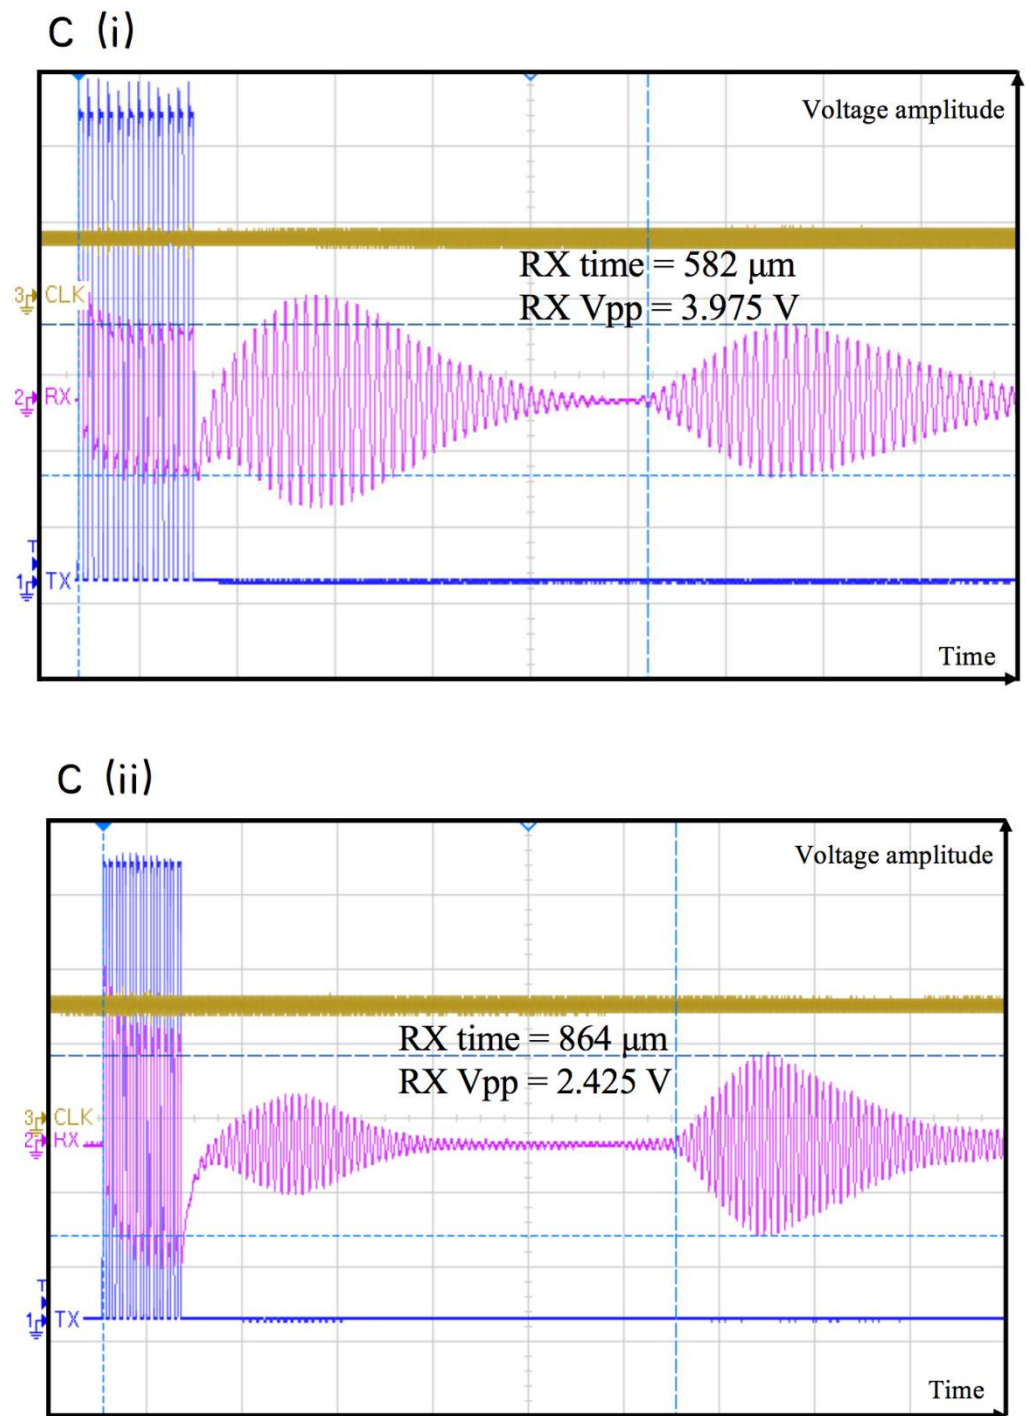 C (i)
Voltage amplitude
RX time = 582 μm
RX Vpp = 3.975 V
3 CLK
2 RX
T
1 TX
Time
C (ii)
Voltage amplitude
RX time = 864 μm
RX Vpp = 2.425 V
3 CLK
2 RX
T
1 TX
Time